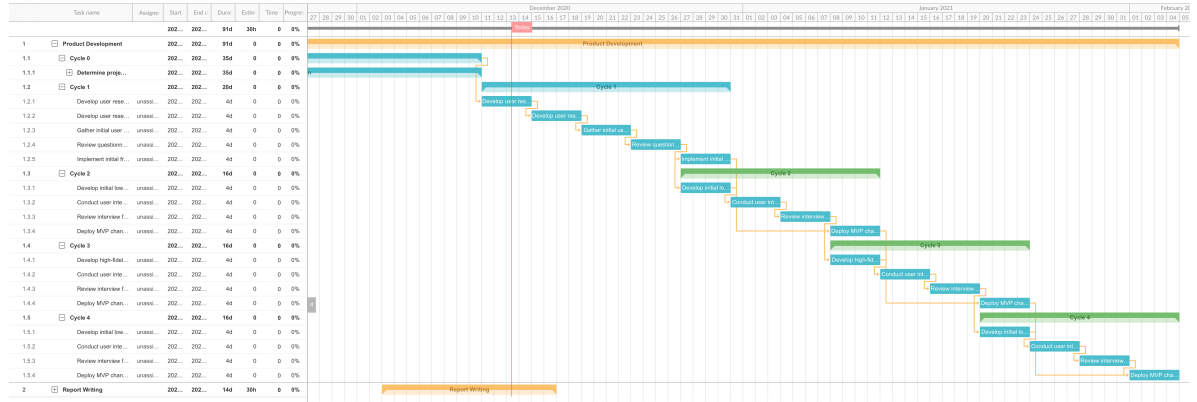 December 2020 January 2021 February 20
Task name Assigne Start End Dura Estin Time Progre 27 28 29 30 01 02 03 04 05 06 07 08 09 10 11 12 13 14 15 16 17 18 19 20 21 22 23 24 25 26 27 28 29 30 31 01 02 03 04 05 06 07 08 09 10 11 12 13 14 15 16 17 18 19 20 21 22 23 24 25 26 27 28 29 30 31 01 02 03 04 05
202... 202... 91d 30h 0 0% Today
1 Product Development 202... 202... 91d 0 0 0% Product Development
1.1 Cycle 0 202... 202... 35d 0 0 0%
1.1.1 Determine proje... 202... 202... 35d 0 0 0%
1.2 Cycle 1 202... 202... 20d 0 0 0% Cycle 1
1.2.1 Develop user rese... unassi... 202... 202... 4d 0 0 0% Develop user res...
1.2.2 Develop user rese... unassi... 202... 202... 4d 0 0 0% Develop user res...
1.2.3 Gather initial user ... unassi... 202... 202... 4d 0 0 0% Gather initial us...
1.2.4 Review questionn... unassi... 202... 202... 4d 0 0 0% Review question...
1.2.5 Implement initial fr... unassi... 202... 202... 4d 0 0 0% Implement initial ...
1.3 Cycle 2 202... 202... 16d 0 0 0% Cycle 2
1.3.1 Develop initial low... unassi... 202... 202... 4d 0 0 0% Develop initial lo...
1.3.2 Conduct user inte... unassi... 202... 202... 4d 0 0 0% Conduct user int...
1.3.3 Review interview f... unassi... 202... 202... 4d 0 0 0% Review interview...
1.3.4 Deploy MVP chan... unassi... 202... 202... 4d 0 0 0% Deploy MVP cha...
1.4 Cycle 3 202... 202... 16d 0 0 0% Cycle 3
1.4.1 Develop high-fidel... unassi... 202... 202... 4d 0 0 0% Develop high-fid...
1.4.2 Conduct user inte... unassi... 202... 202... 4d 0 0 0% Conduct user int...
1.4.3 Review interview f... unassi... 202... 202... 4d 0 0 0% Review interview...
1.4.4 Deploy MVP chan... unassi... 202... 202... 4d 0 0 0% Deploy MVP cha...
1.5 Cycle 4 202... 202... 16d 0 0 0% Cycle 4
1.5.1 Develop initial low... unassi... 202... 202... 4d 0 0 0% Develop initial lo...
1.5.2 Conduct user inte... unassi... 202... 202... 4d 0 0 0% Conduct user int...
1.5.3 Review interview f... unassi... 202... 202... 4d 0 0 0% Review interview...
1.5.4 Deploy MVP chan... unassi... 202... 202... 4d 0 0 0% Deploy MVP cha...
2 Report Writing 202... 202... 14d 30h 0 0% Report Writing